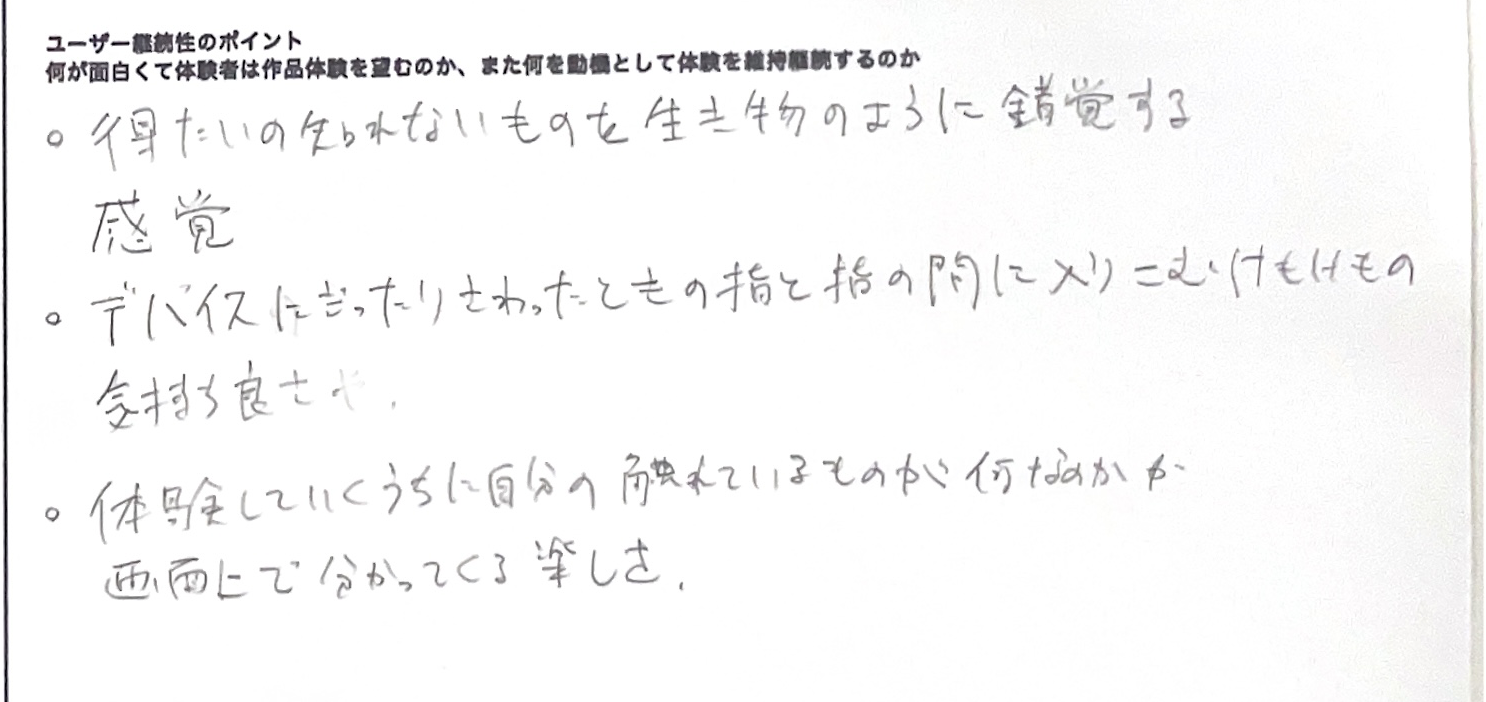 ユーザー継続性のポイント
何が面白くて体験者は作品体験を望むのか、また何を動機として体験を維持継続するのか
○ 得たいの知られないものを生き物のように錯覚する
感覚
○ デバイスにぎったりさわったときの指と指の間に入りこむけもけもの
気持ち良さや.
○ 体験していくうちに自分の触れているものが何なのかが
画面上で分かってくる楽しさ.